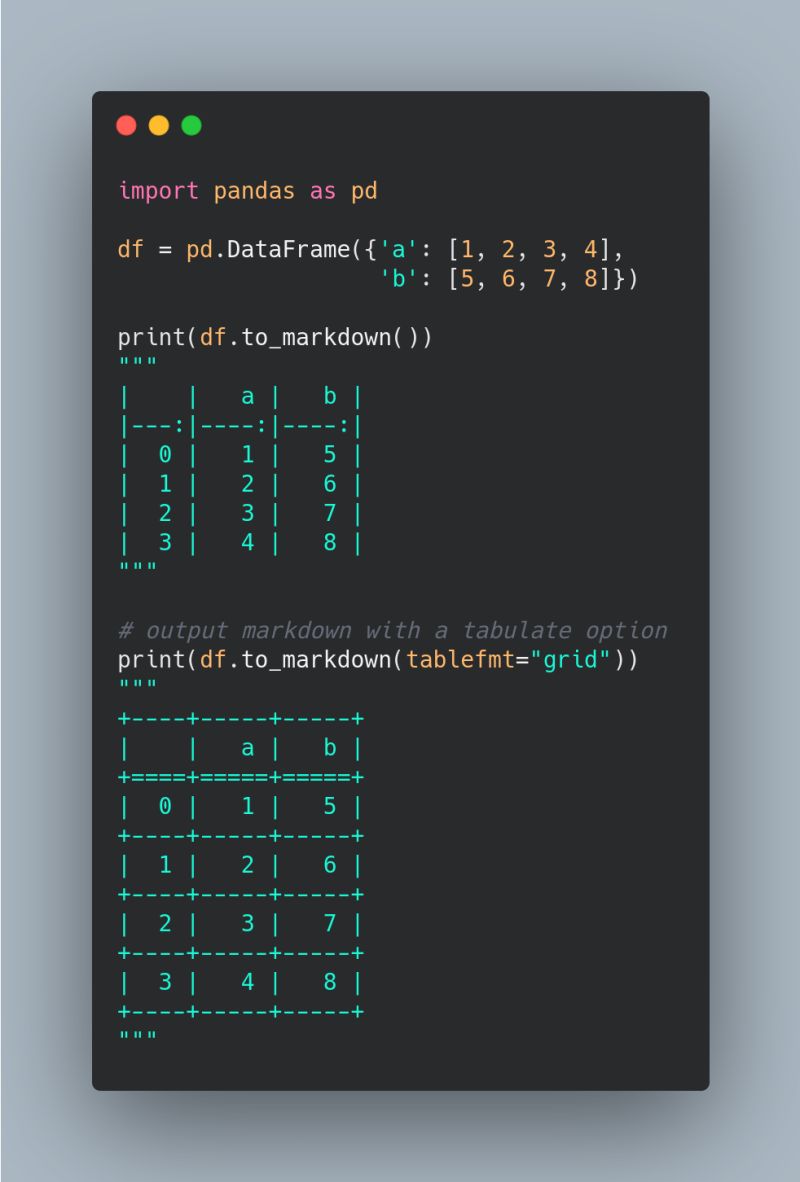 import pandas as pd

df = pd.DataFrame({'a': [1, 2, 3, 4],
                   'b': [5, 6, 7, 8]})

print(df.to_markdown())
"""
|    |   a |   b |
|---:|----:|----:|
|  0 |   1 |   5 |
|  1 |   2 |   6 |
|  2 |   3 |   7 |
|  3 |   4 |   8 |
"""

# output markdown with a tabulate option
print(df.to_markdown(tablefmt="grid"))
"""
+----+-----+-----+
|    |   a |   b |
+====+=====+=====+
|  0 |   1 |   5 |
+----+-----+-----+
|  1 |   2 |   6 |
+----+-----+-----+
|  2 |   3 |   7 |
+----+-----+-----+
|  3 |   4 |   8 |
+----+-----+-----+
"""